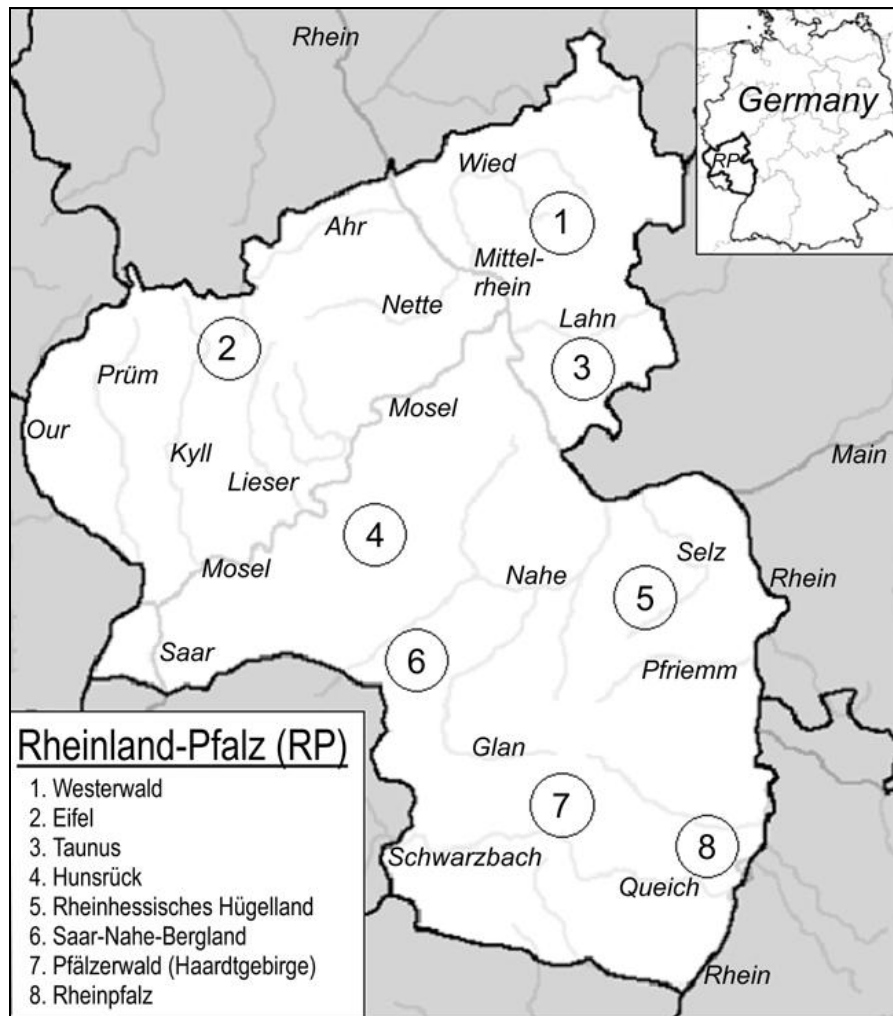 Rhein
Germany
RP
Wied
1
Ahr
Mittel-
rhein
Nette
Lahn
2
3
Prüm
Mosel
Our
Kyll
Main
Lieser
4
Selz
Mosel
Nahe
Rhein
5
Saar
6
Pfriemm
Rheinland-Pfalz (RP)
1. Westerwald
2. Eifel
3. Taunus
4. Hunsrück
5. Rheinhessisches Hügelland
6. Saar-Nahe-Bergland
7. Pfälzerwald (Haardtgebirge)
8. Rheinpfalz
Glan
7
8
Schwarzbach
Queich
Rhein